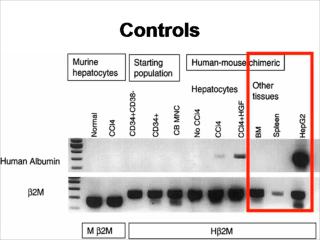 Controls
Murine
hepatocytes
Starting
population
Human-mouse chimeric
Hepatocytes
Other
tissues
Normal
CCl4
CD34+CD38-
CD34+
CB MNC
No CCl4
CCl4
CCl4+HGF
BM
Spleen
HepG2
Human Albumin
β2M
M β2M
Hβ2M